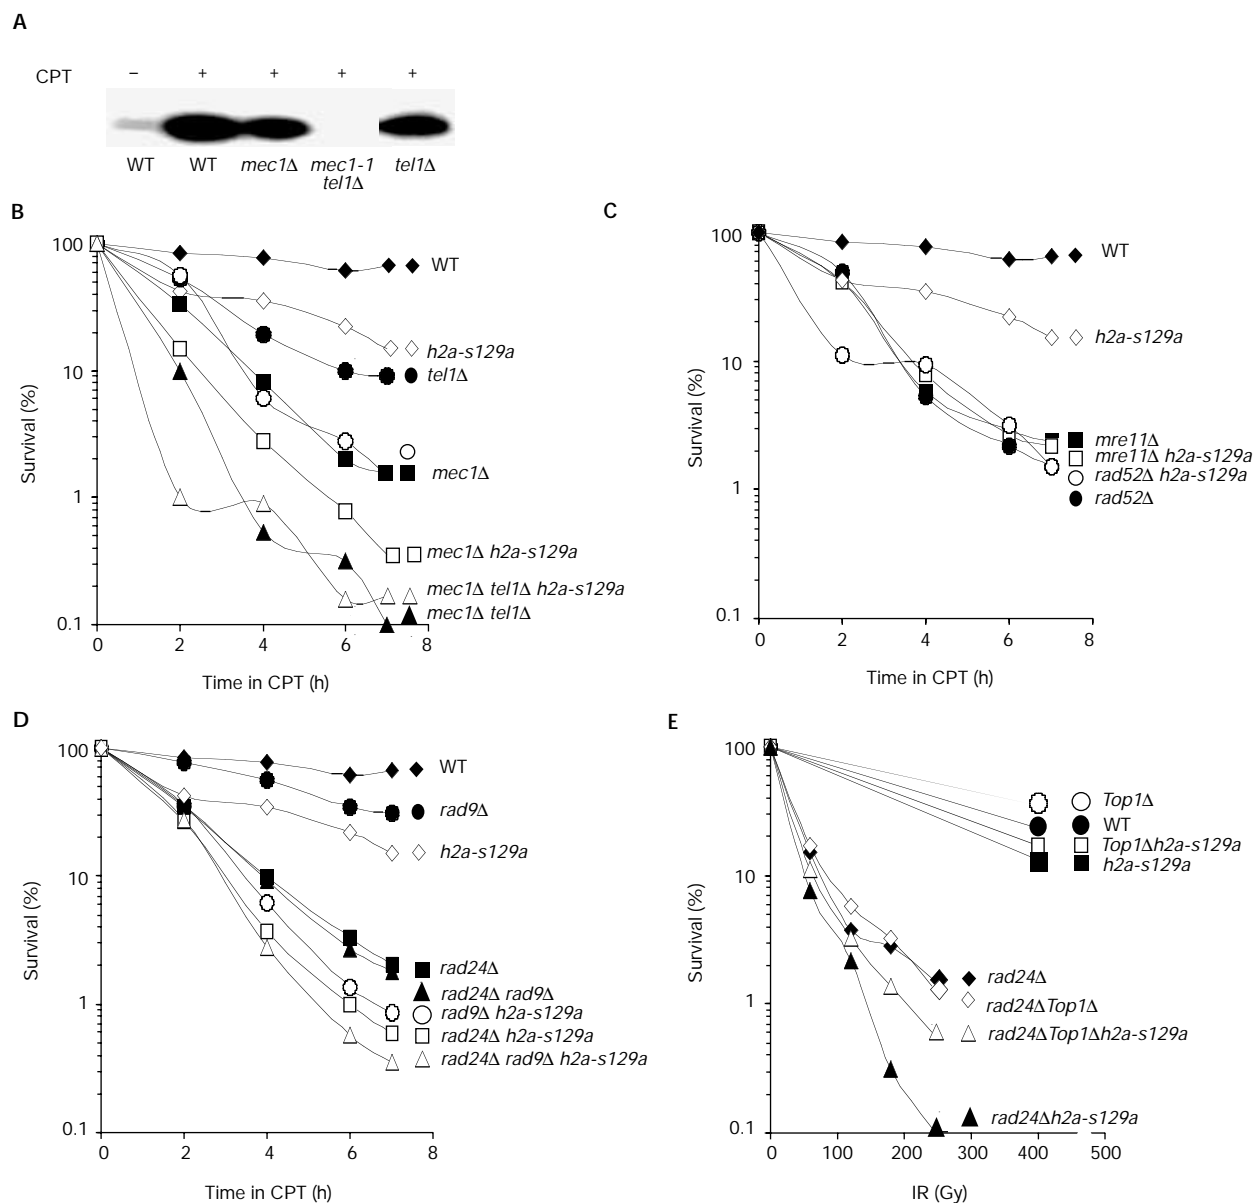 A
CPT − + + + +
WT WT mec1Δ mec1-1 tel1Δ
tel1Δ
B
100
10
1
0.1
Survival (%)
0 2 4 6 8
Time in CPT (h)
WT
h2a-s129a
tel1Δ
mec1Δ
mec1Δ h2a-s129a
mec1Δ tel1Δ h2a-s129a
mec1Δ tel1Δ
C
100
10
1
0.1
Survival (%)
0 2 4 6 8
Time in CPT (h)
WT
h2a-s129a
mre11Δ
mre11Δ h2a-s129a
rad52Δ h2a-s129a
rad52Δ
D
100
10
1
0.1
Survival (%)
0 2 4 6 8
Time in CPT (h)
WT
rad9Δ
h2a-s129a
rad24Δ
rad24Δ rad9Δ
rad9Δ h2a-s129a
rad24Δ h2a-s129a
rad24Δ rad9Δ h2a-s129a
E
100
10
1
0.1
Survival (%)
0 100 200 300 400 500
IR (Gy)
Top1Δ
WT
Top1Δh2a-s129a
h2a-s129a
rad24Δ
rad24ΔTop1Δ
rad24ΔTop1Δh2a-s129a
rad24Δh2a-s129a